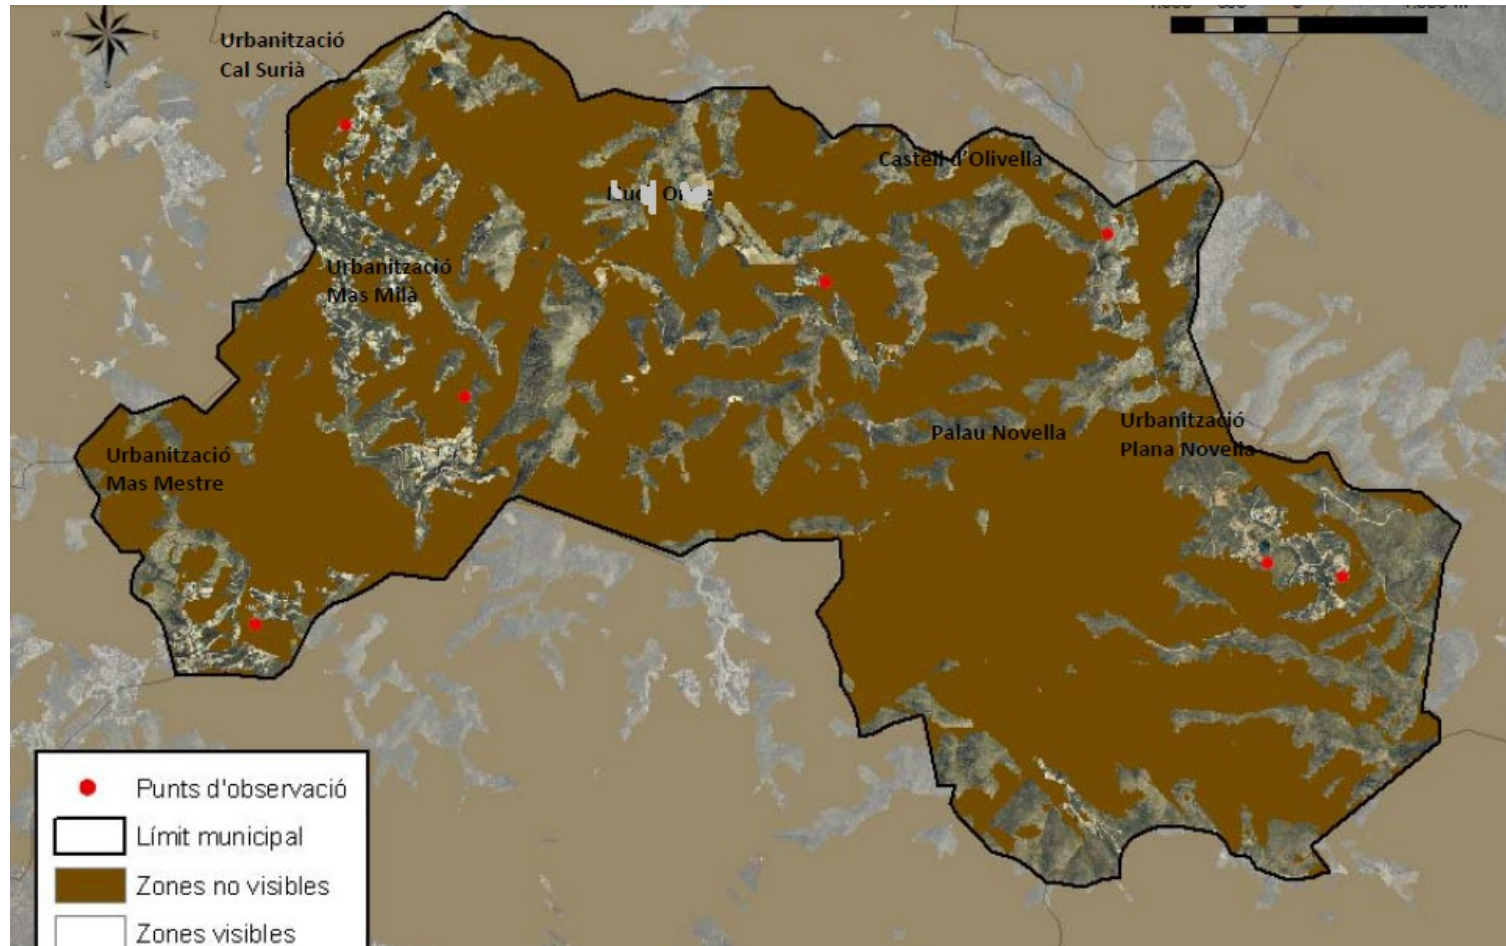 W
E
Urbanització
Cal Surià
Castell d'Olivella
Urbanització
Mas Milà
Urbanització
Plana Novella
Palau Novella
Urbanització
Mas Mestre
Punts d'observació
Límit municipal
Zones no visibles
Zones visibles